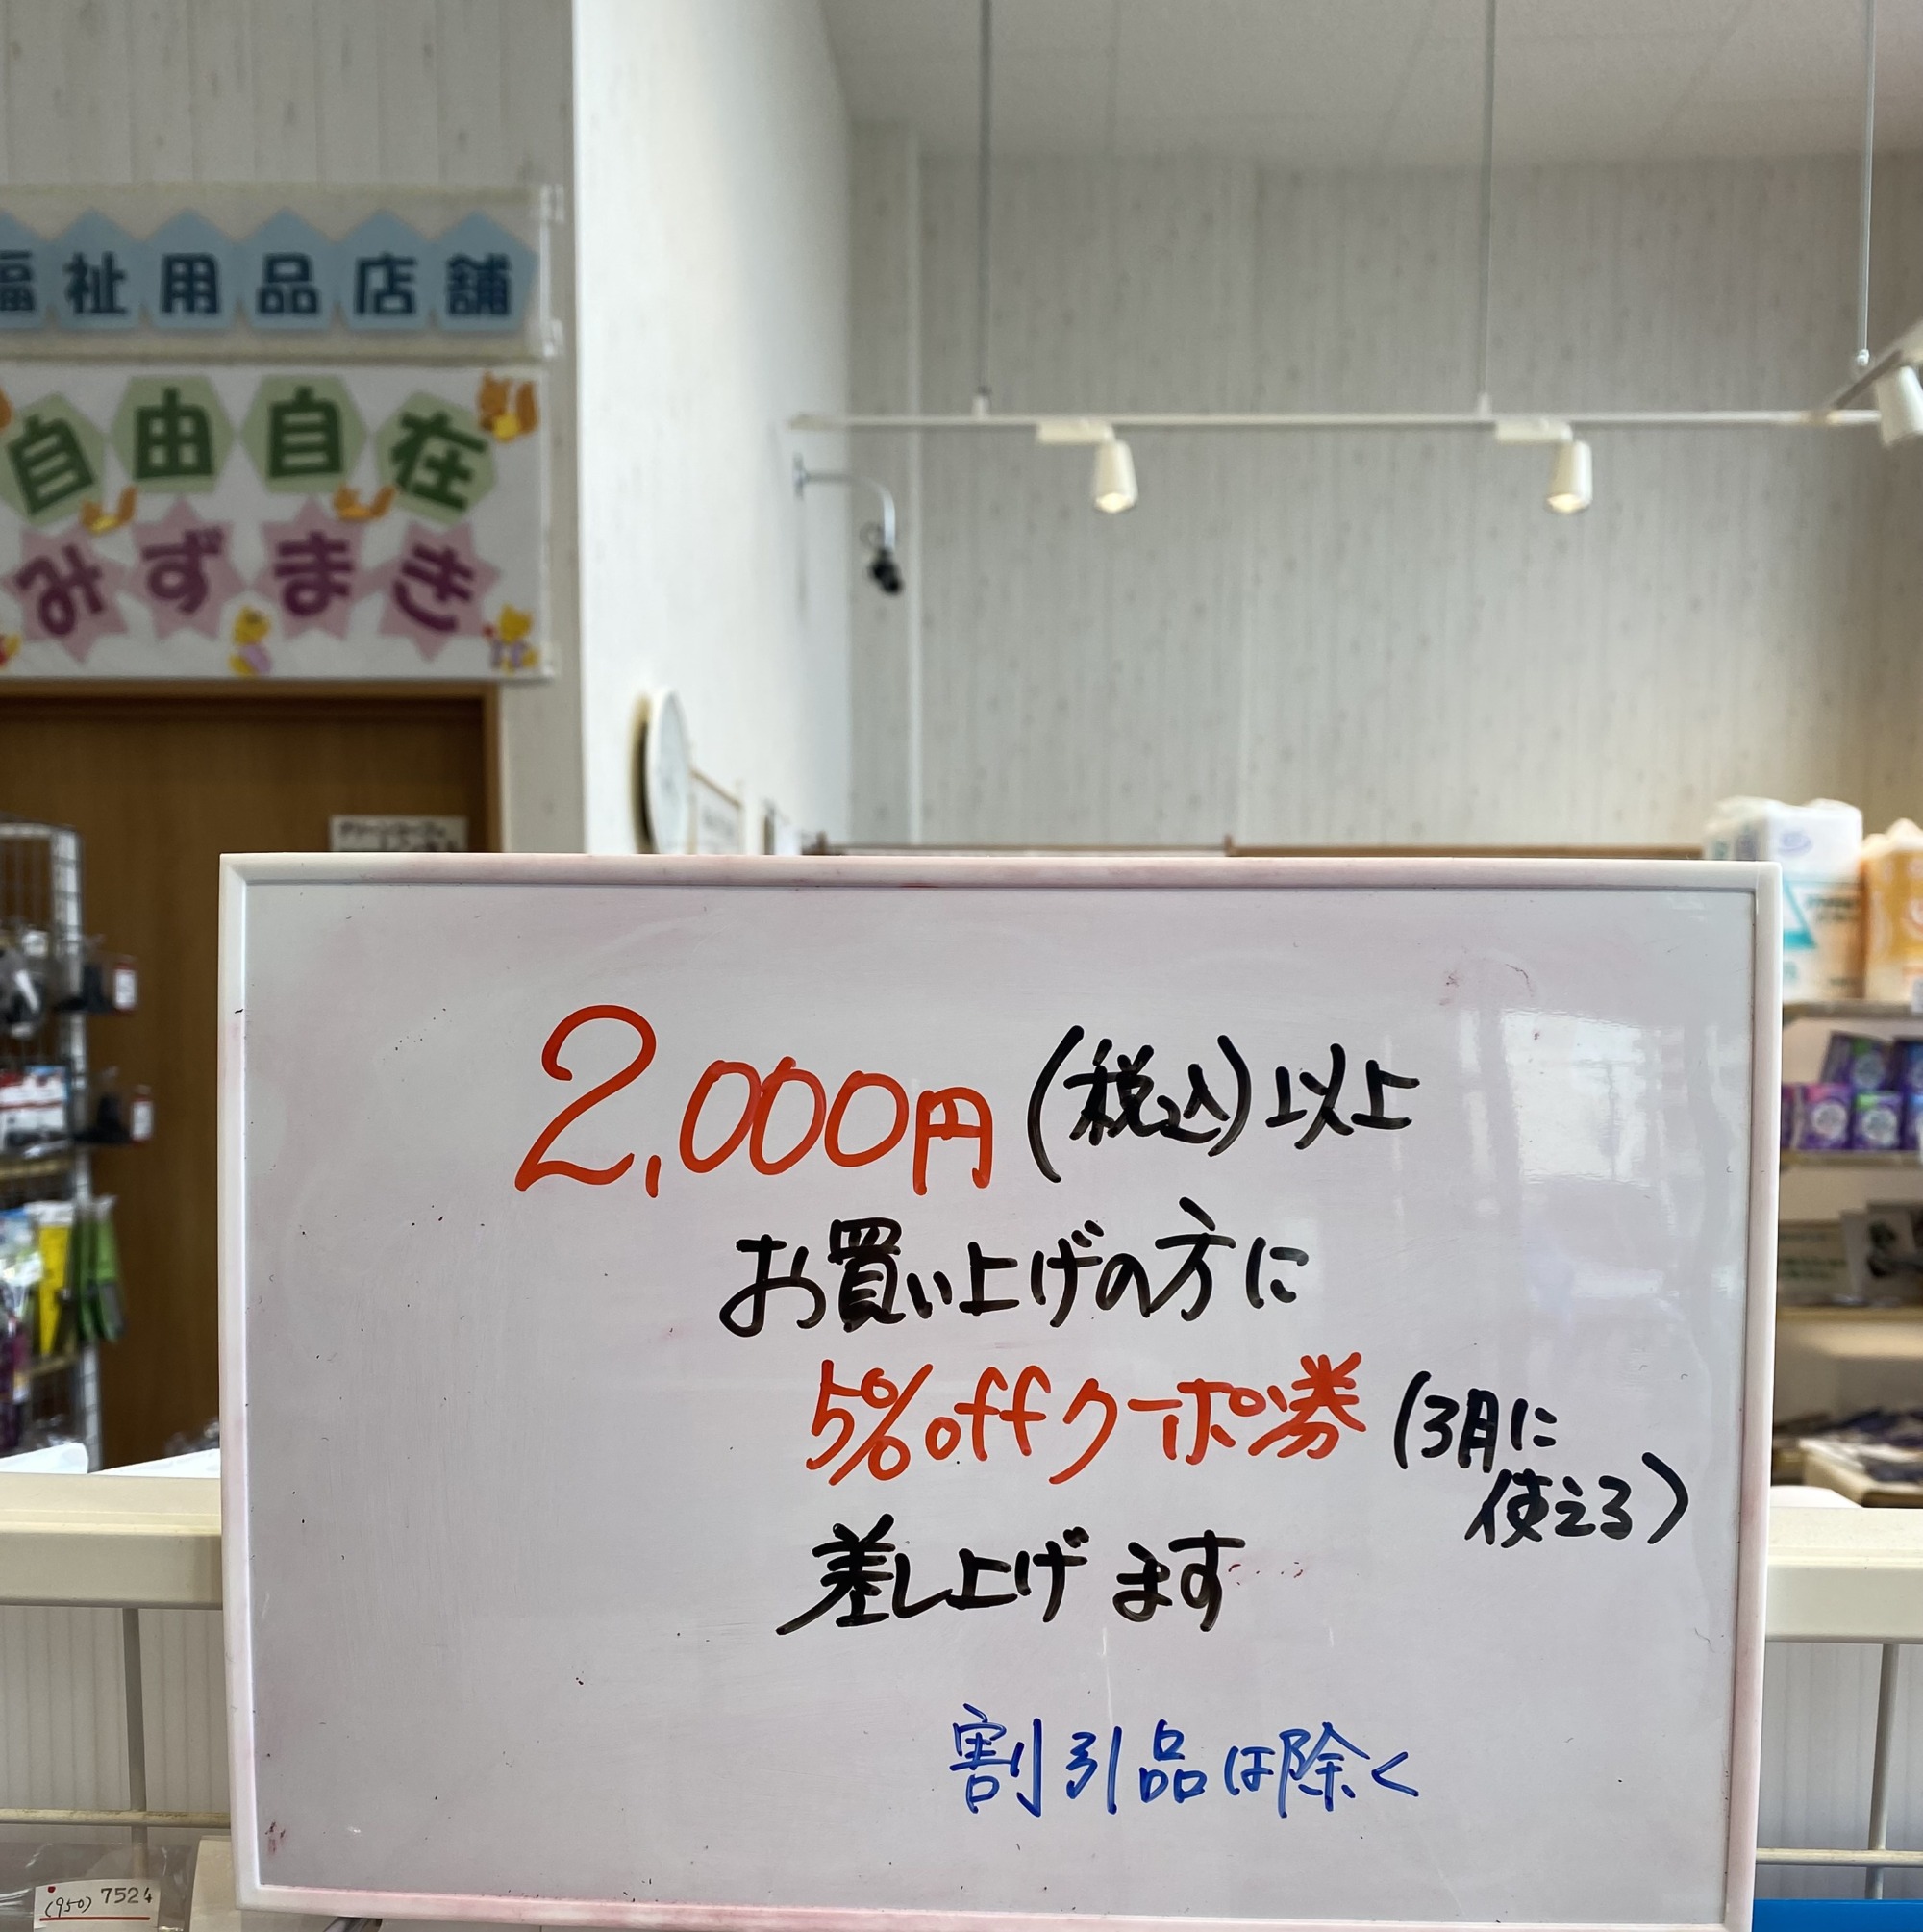 福祉用品店舗
自由自在
みずまき
2,000円(税込)以上
お買い上げの方に
5%offクーポン券(3月に
使える)
差し上げます
割引品は除く
(950) 7524